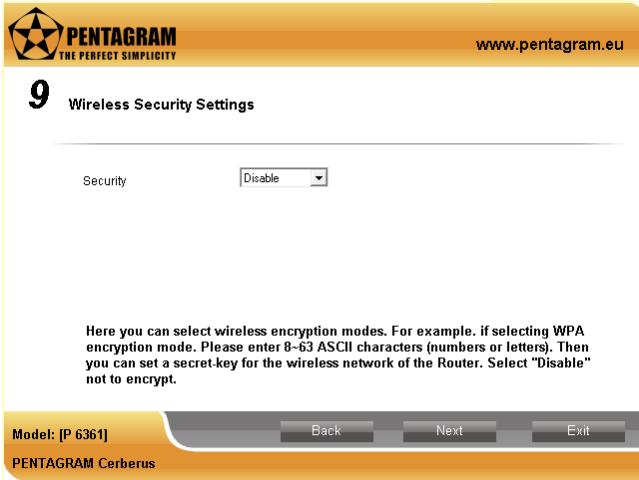 PENTAGRAM
THE PERFECT SIMPLICITY
www.pentagram.eu
9 Wireless Security Settings
Security Disable
Here you can select wireless encryption modes. For example. if selecting WPA
encryption mode. Please enter 8~63 ASCII characters (numbers or letters). Then
you can set a secret-key for the wireless network of the Router. Select "Disable"
not to encrypt.
Model: [P 6361]
Back Next Exit
PENTAGRAM Cerberus